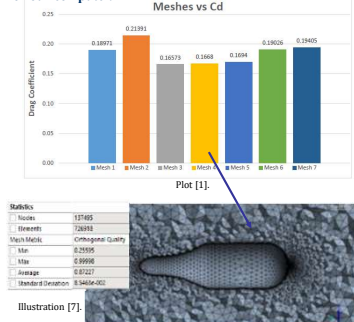 Meshes vs Cd
Drag Coefficient
0.25
0.20
0.15
0.10
0.05
0.00
0.18971
0.21391
0.16573
0.1668
0.1694
0.19026
0.19405
Mesh 1
Mesh 2
Mesh 3
Mesh 4
Mesh 5
Mesh 6
Mesh 7
Plot [1].
Statistics
Nodes 137495
Elements 726993
Mesh Metric Orthogonal Quality
Min 0.25595
Max 0.99998
Average 0.87227
Standard Deviation 8.5466e-002
Illustration [7].